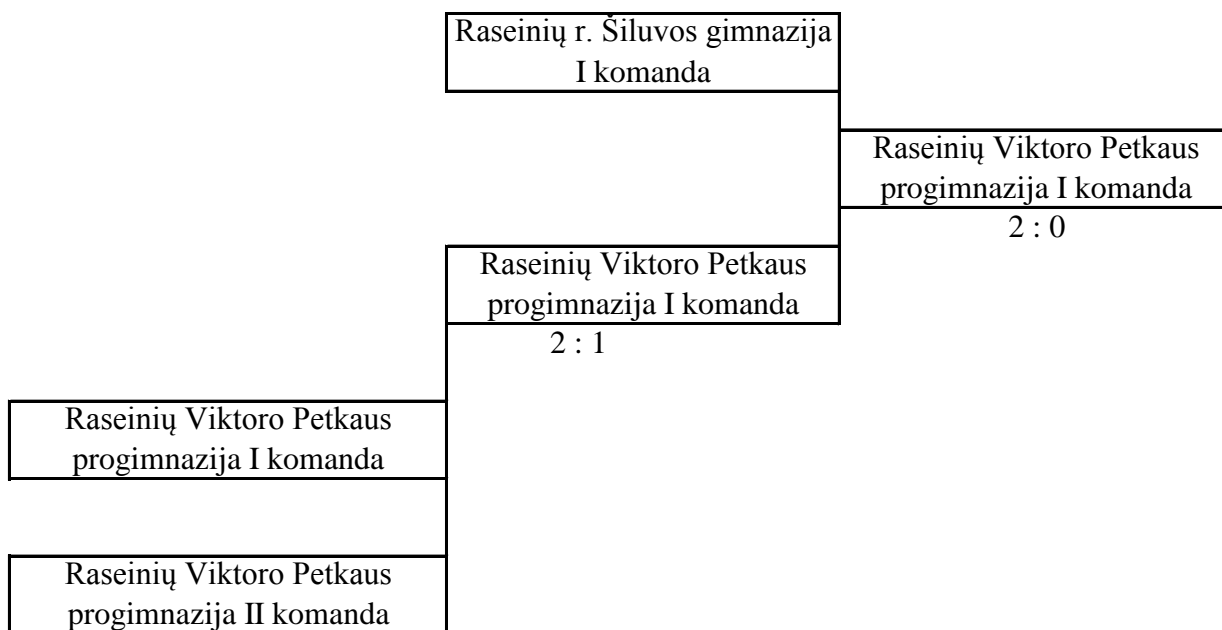 Raseinių r. Šiluvos gimnazija
I komanda
Raseinių Viktoro Petkaus
progimnazija I komanda
2 : 0
Raseinių Viktoro Petkaus
progimnazija I komanda
2 : 1
Raseinių Viktoro Petkaus
progimnazija I komanda
Raseinių Viktoro Petkaus
progimnazija II komanda